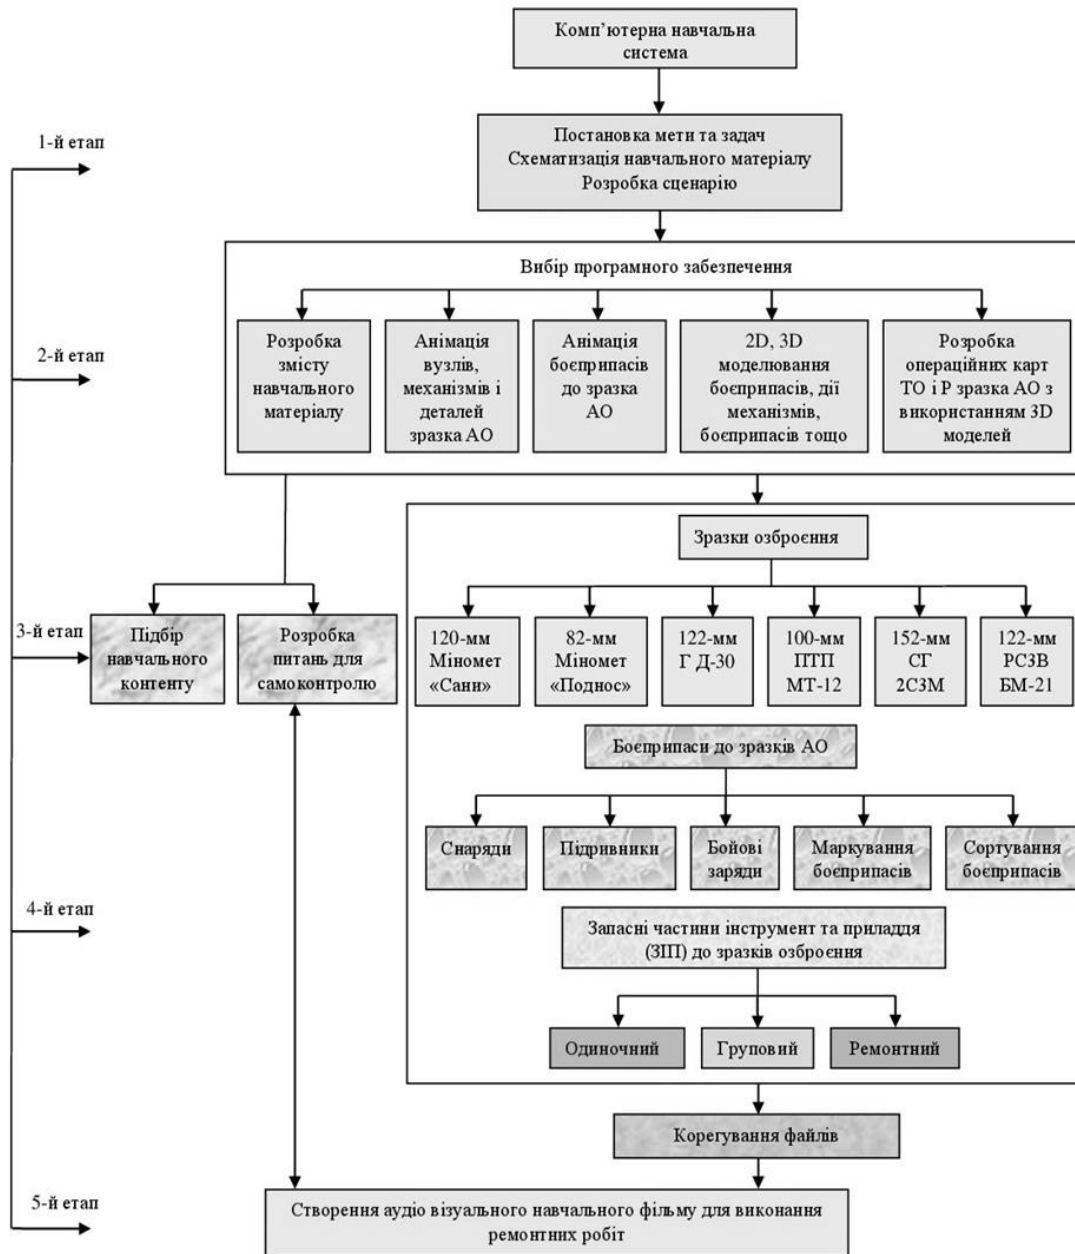 Комп’ютерна навчальна
система
1-й етап
Постановка мети та задач
Схематизація навчального матеріалу
Розробка сценарію
Вибір програмного забезпечення
2-й етап
Розробка
змісту
навчального
матеріалу
Анімація
вузлів,
механізмів і
деталей
зразка АО
Анімація
боєприпасів
до зразка
АО
2D, 3D
моделювання
боєприпасів, дії
механізмів,
боєприпасів тощо
Розробка
операційних карт
ТО і Р зразка АО з
використанням 3D
моделей
Зразки озброєння
3-й етап
Підбір
навчального
контенту
Розробка
питань для
самоконтролю
120-мм
Міномет
«Сани»
82-мм
Міномет
«Поднос»
122-мм
Г Д-30
100-мм
ПТП
МТ-12
152-мм
СГ
2С3М
122-мм
РСЗВ
БМ-21
Боєприпаси до зразків АО
Снаряди
Підривники
Бойові
заряди
Маркування
боєприпасів
Сортування
боєприпасів
4-й етап
Запасні частини інструмент та приладдя
(ЗІП) до зразків озброєння
Одиночний
Груповий
Ремонтний
Корегування файлів
5-й етап
Створення аудіо візуального навчального фільму для виконання
ремонтних робіт